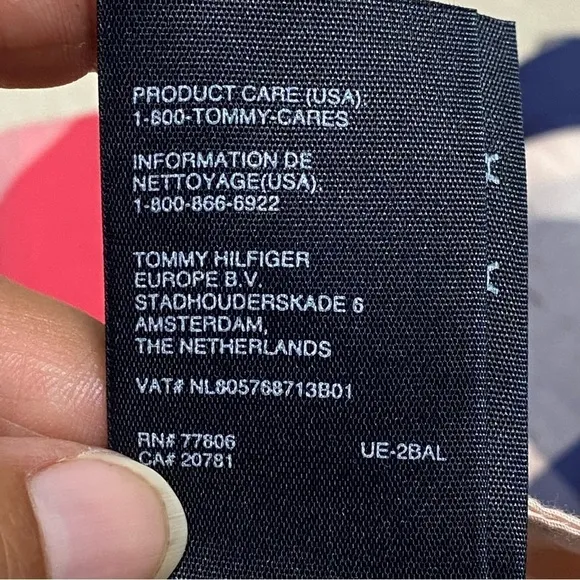 PRODUCT CARE (USA):
1-800-TOMMY-CARES
INFORMATION DE
NETTOYAGE(USA):
1-800-866-6922
TOMMY HILFIGER
EUROPE B.V.
STADHOUDERSKADE 6
AMSTERDAM,
THE NETHERLANDS
VAT# NL805768713B01
RN# 77806
CA# 20781
UE-2BAL